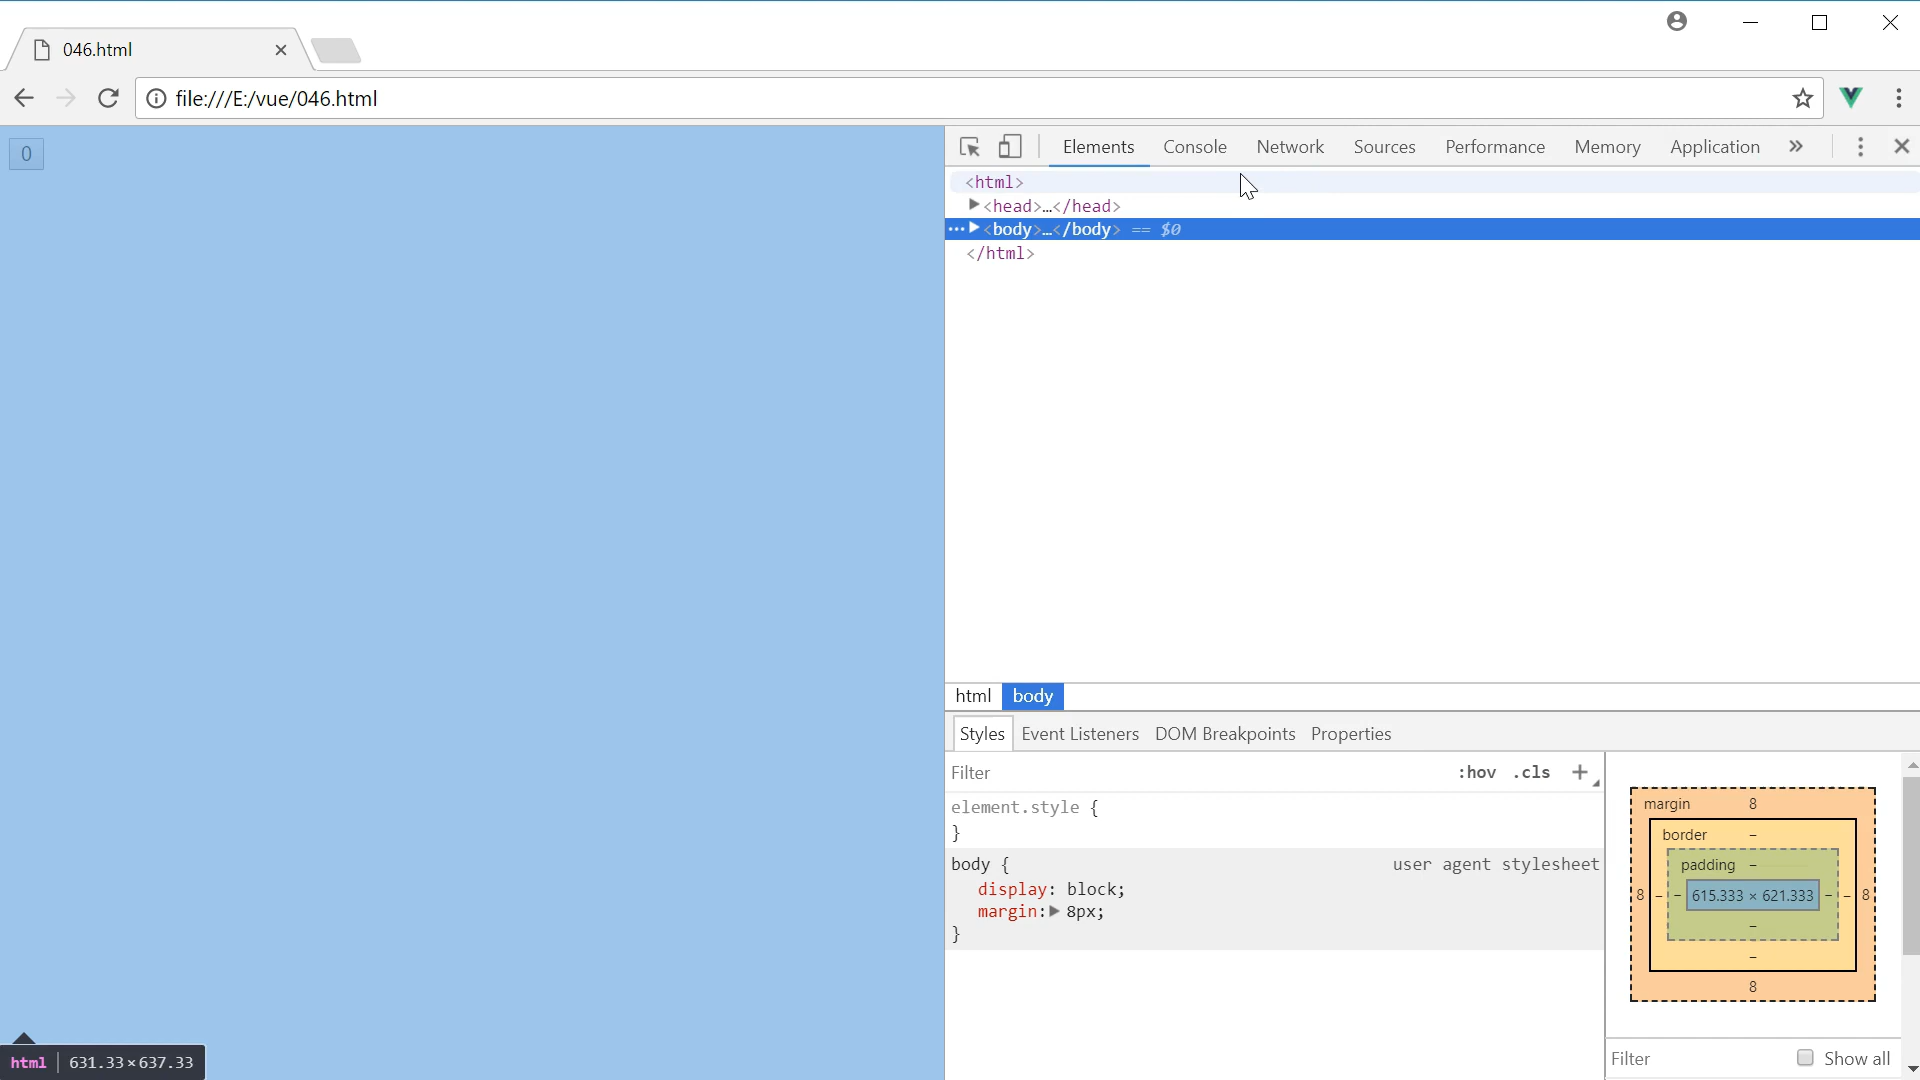 046.html
file:///E:/vue/046.html
0
Elements Console Network Sources Performance Memory Application »
<html>
<head>…</head>
<body>…</body> == $0
</html>
html body
Styles Event Listeners DOM Breakpoints Properties
Filter :hov .cls +
element.style {
}
body { user agent stylesheet
display: block;
margin: 8px;
}
margin 8
border –
padding –
8 – – 615.333 × 621.333 – – 8
–
–
8
Filter Show all
html 631.33×637.33